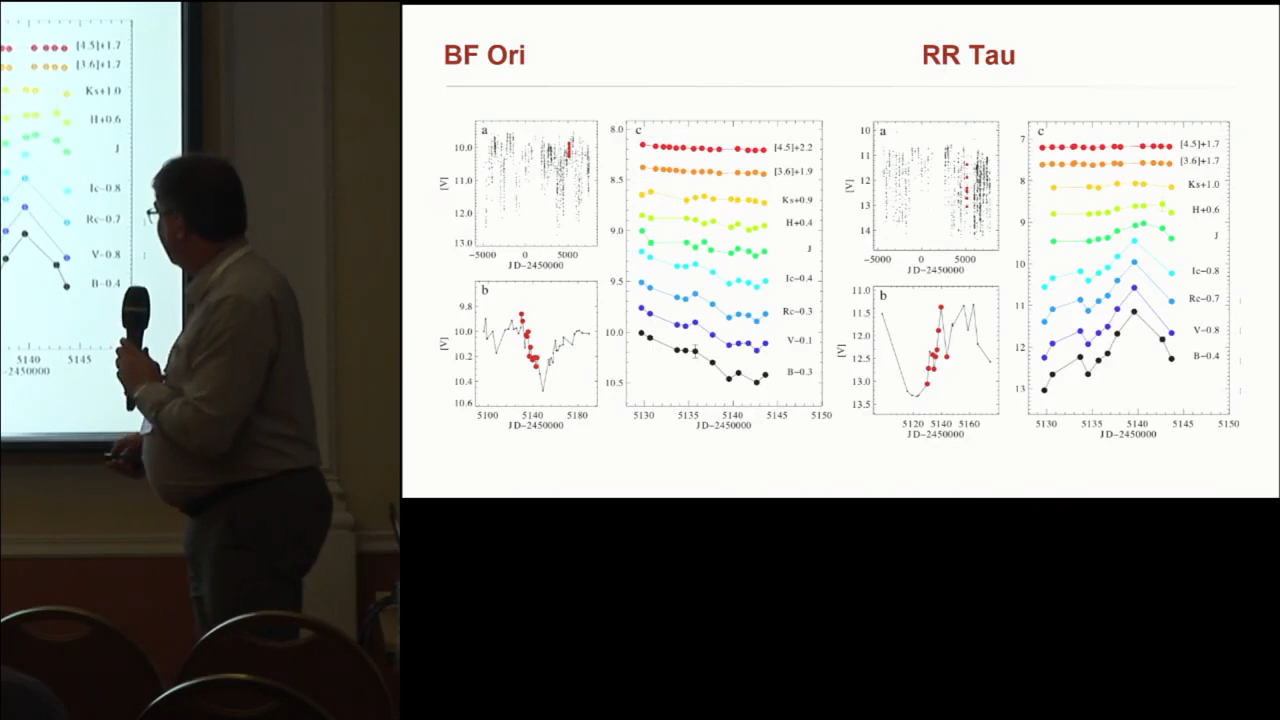 [4.5]+1.7
[3.6]+1.7
Ks+1.0
H+0.6
J
Ic-0.8
Rc-0.7
V-0.8
B-0.4
5140 5145
-2450000
BF Ori
a
10.0
11.0
12.0
13.0
[V]
-5000 0 5000
JD-2450000
b
9.8
10.0
10.2
10.4
10.6
[V]
5100 5140 5180
JD-2450000
c
8.0
8.5
9.0
9.5
10.0
10.5
[4.5]+2.2
[3.6]+1.9
Ks+0.9
H+0.4
J
Ic-0.4
Rc-0.3
V-0.1
B-0.3
5130 5135 5140 5145 5150
JD-2450000
RR Tau
a
10
11
12
13
14
[V]
-5000 0 5000
JD-2450000
b
11.0
11.5
12.0
12.5
13.0
13.5
[V]
5120 5140 5160
JD-2450000
c
7
8
9
10
11
12
13
[4.5]+1.7
[3.6]+1.7
Ks+1.0
H+0.6
J
Ic-0.8
Rc-0.7
V-0.8
B-0.4
5130 5135 5140 5145 5150
JD-2450000